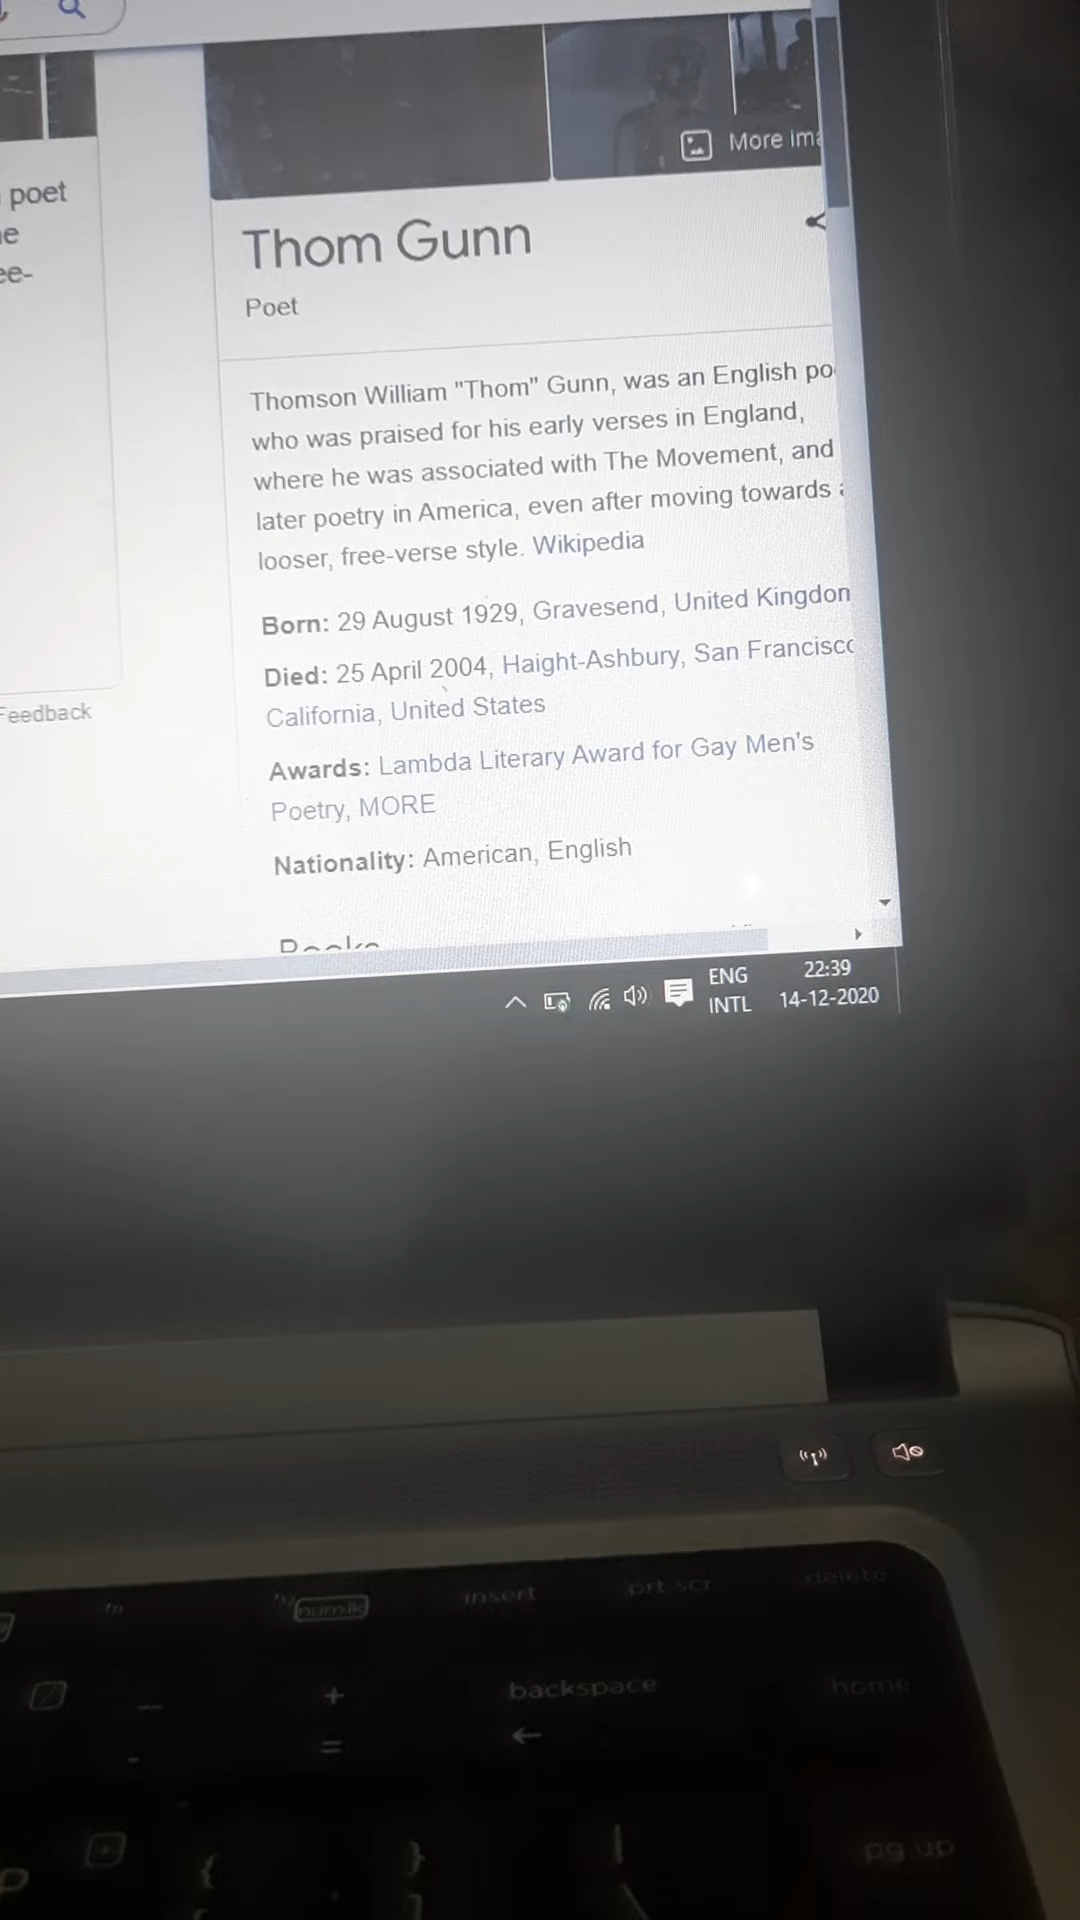 poet
ee-
Feedback
More ima
Thom Gunn
Poet
Thomson William "Thom" Gunn, was an English po
who was praised for his early verses in England,
where he was associated with The Movement, and
later poetry in America, even after moving towards a
looser, free-verse style. Wikipedia
Born: 29 August 1929, Gravesend, United Kingdon
Died: 25 April 2004, Haight-Ashbury, San Francisco
California, United States
Awards: Lambda Literary Award for Gay Men's
Poetry, MORE
Nationality: American, English
ENG
INTL
22:39
14-12-2020
insert
prt scr
delete
+
=
backspace
←
home
{
}
pg up